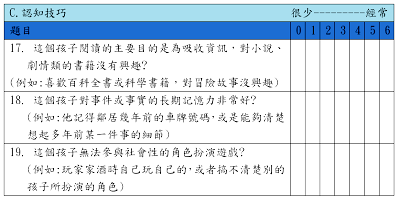 C.認知技巧 很少---------經常
題目 0 1 2 3 4 5 6
17. 這個孩子閱讀的主要目的是為吸收資訊，對小說、
劇情類的書籍沒有興趣?
(例如:喜歡百科全書或科學書籍，對冒險故事沒興趣)
18. 這個孩子對事件或事實的長期記憶力非常好?
(例如:他記得鄰居幾年前的車牌號碼，或是能夠清楚
想起多年前某一件事的細節)
19. 這個孩子無法參與社會性的角色扮演遊戲?
(例如:玩家家酒時自己玩自己的，或者搞不清楚別的
孩子所扮演的角色)